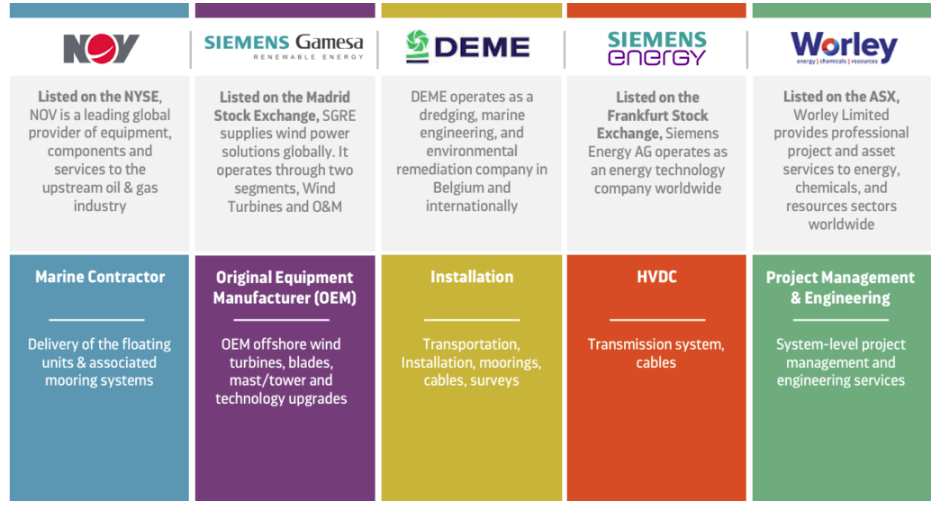 NOV
SIEMENS Gamesa
RENEWABLE ENERGY
DEME
SIEMENS
energy
Worley
energy | chemicals | resources
Listed on the NYSE,
NOV is a leading global
provider of equipment,
components and
services to the
upstream oil & gas
industry
Listed on the Madrid
Stock Exchange, SGRE
supplies wind power
solutions globally. It
operates through two
segments, Wind
Turbines and O&M
DEME operates as a
dredging, marine
engineering, and
environmental
remediation company in
Belgium and
internationally
Listed on the
Frankfurt Stock
Exchange, Siemens
Energy AG operates as
an energy technology
company worldwide
Listed on the ASX,
Worley Limited
provides professional
project and asset
services to energy,
chemicals, and
resources sectors
worldwide
Marine Contractor
Delivery of the floating
units & associated
mooring systems
Original Equipment
Manufacturer (OEM)
OEM offshore wind
turbines, blades,
mast/tower and
technology upgrades
Installation
Transportation,
Installation, moorings,
cables, surveys
HVDC
Transmission system,
cables
Project Management
& Engineering
System-level project
management and
engineering services